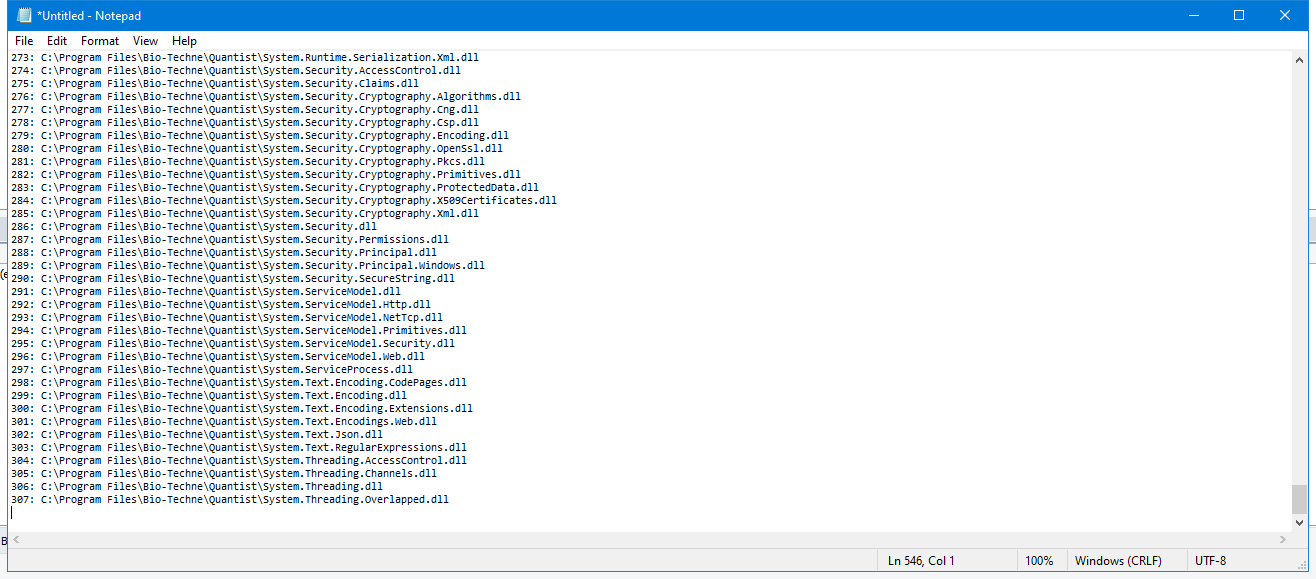 *Untitled - Notepad
File Edit Format View Help
273: C:\Program Files\Bio-Techne\Quantist\System.Runtime.Serialization.Xml.dll
274: C:\Program Files\Bio-Techne\Quantist\System.Security.AccessControl.dll
275: C:\Program Files\Bio-Techne\Quantist\System.Security.Claims.dll
276: C:\Program Files\Bio-Techne\Quantist\System.Security.Cryptography.Algorithms.dll
277: C:\Program Files\Bio-Techne\Quantist\System.Security.Cryptography.Cng.dll
278: C:\Program Files\Bio-Techne\Quantist\System.Security.Cryptography.Csp.dll
279: C:\Program Files\Bio-Techne\Quantist\System.Security.Cryptography.Encoding.dll
280: C:\Program Files\Bio-Techne\Quantist\System.Security.Cryptography.OpenSsl.dll
281: C:\Program Files\Bio-Techne\Quantist\System.Security.Cryptography.Pkcs.dll
282: C:\Program Files\Bio-Techne\Quantist\System.Security.Cryptography.Primitives.dll
283: C:\Program Files\Bio-Techne\Quantist\System.Security.Cryptography.ProtectedData.dll
284: C:\Program Files\Bio-Techne\Quantist\System.Security.Cryptography.X509Certificates.dll
285: C:\Program Files\Bio-Techne\Quantist\System.Security.Cryptography.Xml.dll
286: C:\Program Files\Bio-Techne\Quantist\System.Security.dll
287: C:\Program Files\Bio-Techne\Quantist\System.Security.Permissions.dll
288: C:\Program Files\Bio-Techne\Quantist\System.Security.Principal.dll
289: C:\Program Files\Bio-Techne\Quantist\System.Security.Principal.Windows.dll
290: C:\Program Files\Bio-Techne\Quantist\System.Security.SecureString.dll
291: C:\Program Files\Bio-Techne\Quantist\System.ServiceModel.dll
292: C:\Program Files\Bio-Techne\Quantist\System.ServiceModel.Http.dll
293: C:\Program Files\Bio-Techne\Quantist\System.ServiceModel.NetTcp.dll
294: C:\Program Files\Bio-Techne\Quantist\System.ServiceModel.Primitives.dll
295: C:\Program Files\Bio-Techne\Quantist\System.ServiceModel.Security.dll
296: C:\Program Files\Bio-Techne\Quantist\System.ServiceModel.Web.dll
297: C:\Program Files\Bio-Techne\Quantist\System.ServiceProcess.dll
298: C:\Program Files\Bio-Techne\Quantist\System.Text.Encoding.CodePages.dll
299: C:\Program Files\Bio-Techne\Quantist\System.Text.Encoding.dll
300: C:\Program Files\Bio-Techne\Quantist\System.Text.Encoding.Extensions.dll
301: C:\Program Files\Bio-Techne\Quantist\System.Text.Encodings.Web.dll
302: C:\Program Files\Bio-Techne\Quantist\System.Text.Json.dll
303: C:\Program Files\Bio-Techne\Quantist\System.Text.RegularExpressions.dll
304: C:\Program Files\Bio-Techne\Quantist\System.Threading.AccessControl.dll
305: C:\Program Files\Bio-Techne\Quantist\System.Threading.Channels.dll
306: C:\Program Files\Bio-Techne\Quantist\System.Threading.dll
307: C:\Program Files\Bio-Techne\Quantist\System.Threading.Overlapped.dll
Ln 546, Col 1 100% Windows (CRLF) UTF-8